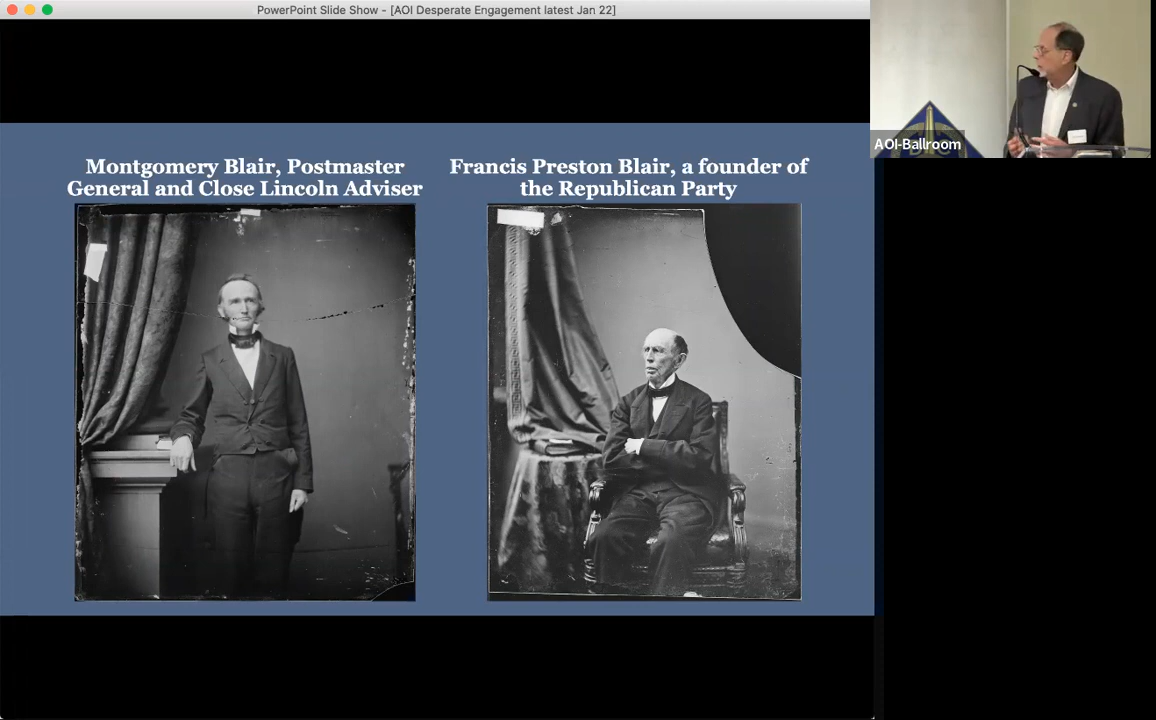 PowerPoint Slide Show - [AOI Desperate Engagement latest Jan 22]
Montgomery Blair, Postmaster
General and Close Lincoln Adviser
Francis Preston Blair, a founder of
the Republican Party
AOI-Ballroom